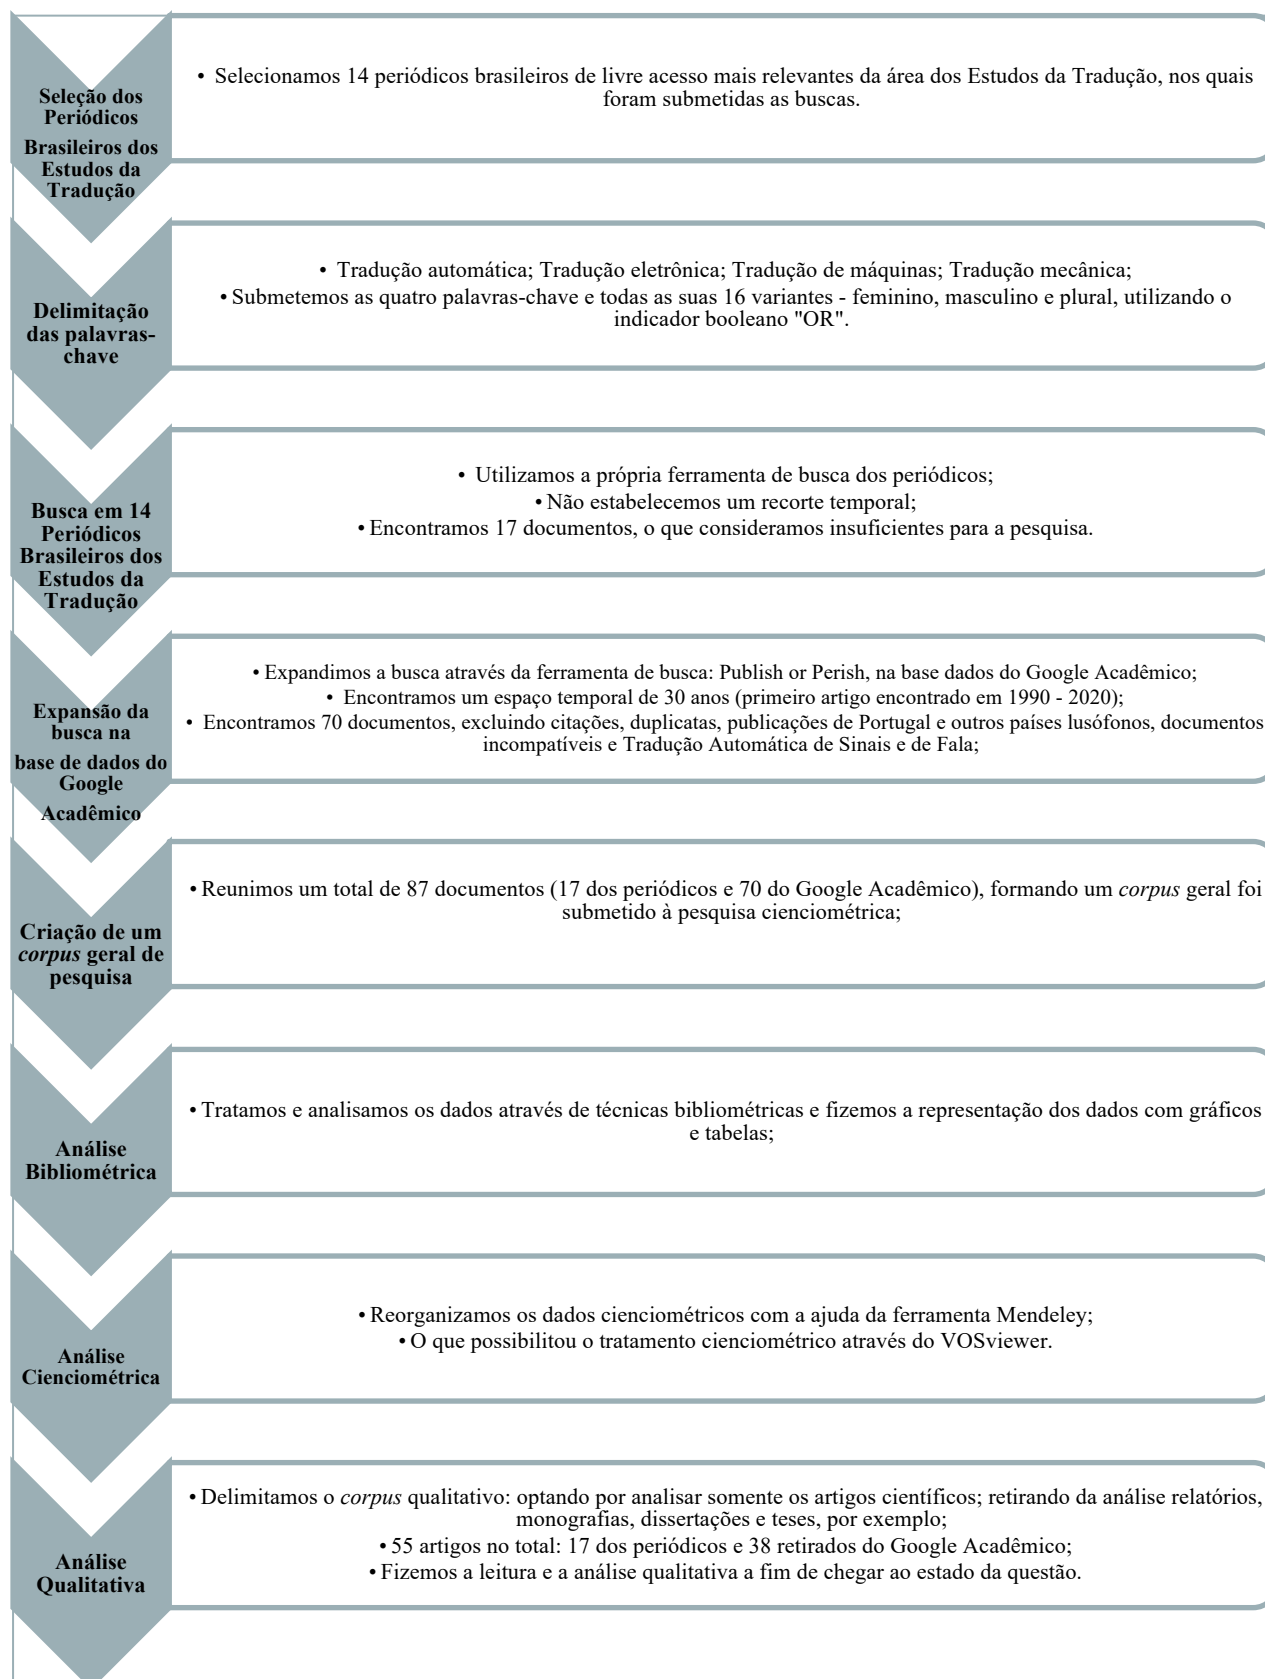 Seleção dos
Periódicos
Brasileiros dos
Estudos da
Tradução
• Selecionamos 14 periódicos brasileiros de livre acesso mais relevantes da área dos Estudos da Tradução, nos quais
foram submetidas as buscas.
Delimitação
das palavras-
chave
• Tradução automática; Tradução eletrônica; Tradução de máquinas; Tradução mecânica;
• Submetemos as quatro palavras-chave e todas as suas 16 variantes - feminino, masculino e plural, utilizando o
indicador booleano "OR".
Busca em 14
Periódicos
Brasileiros dos
Estudos da
Tradução
• Utilizamos a própria ferramenta de busca dos periódicos;
• Não estabelecemos um recorte temporal;
• Encontramos 17 documentos, o que consideramos insuficientes para a pesquisa.
Expansão da
busca na
base de dados do
Google
Acadêmico
• Expandimos a busca através da ferramenta de busca: Publish or Perish, na base dados do Google Acadêmico;
• Encontramos um espaço temporal de 30 anos (primeiro artigo encontrado em 1990 - 2020);
• Encontramos 70 documentos, excluindo citações, duplicatas, publicações de Portugal e outros países lusófonos, documentos
incompatíveis e Tradução Automática de Sinais e de Fala;
Criação de um
corpus geral de
pesquisa
• Reunimos um total de 87 documentos (17 dos periódicos e 70 do Google Acadêmico), formando um corpus geral foi
submetido à pesquisa cienciométrica;
Análise
Bibliométrica
• Tratamos e analisamos os dados através de técnicas bibliométricas e fizemos a representação dos dados com gráficos
e tabelas;
Análise
Cienciométrica
• Reorganizamos os dados cienciométricos com a ajuda da ferramenta Mendeley;
• O que possibilitou o tratamento cienciométrico através do VOSviewer.
Análise
Qualitativa
• Delimitamos o corpus qualitativo: optando por analisar somente os artigos científicos; retirando da análise relatórios,
monografias, dissertações e teses, por exemplo;
• 55 artigos no total: 17 dos periódicos e 38 retirados do Google Acadêmico;
• Fizemos a leitura e a análise qualitativa a fim de chegar ao estado da questão.